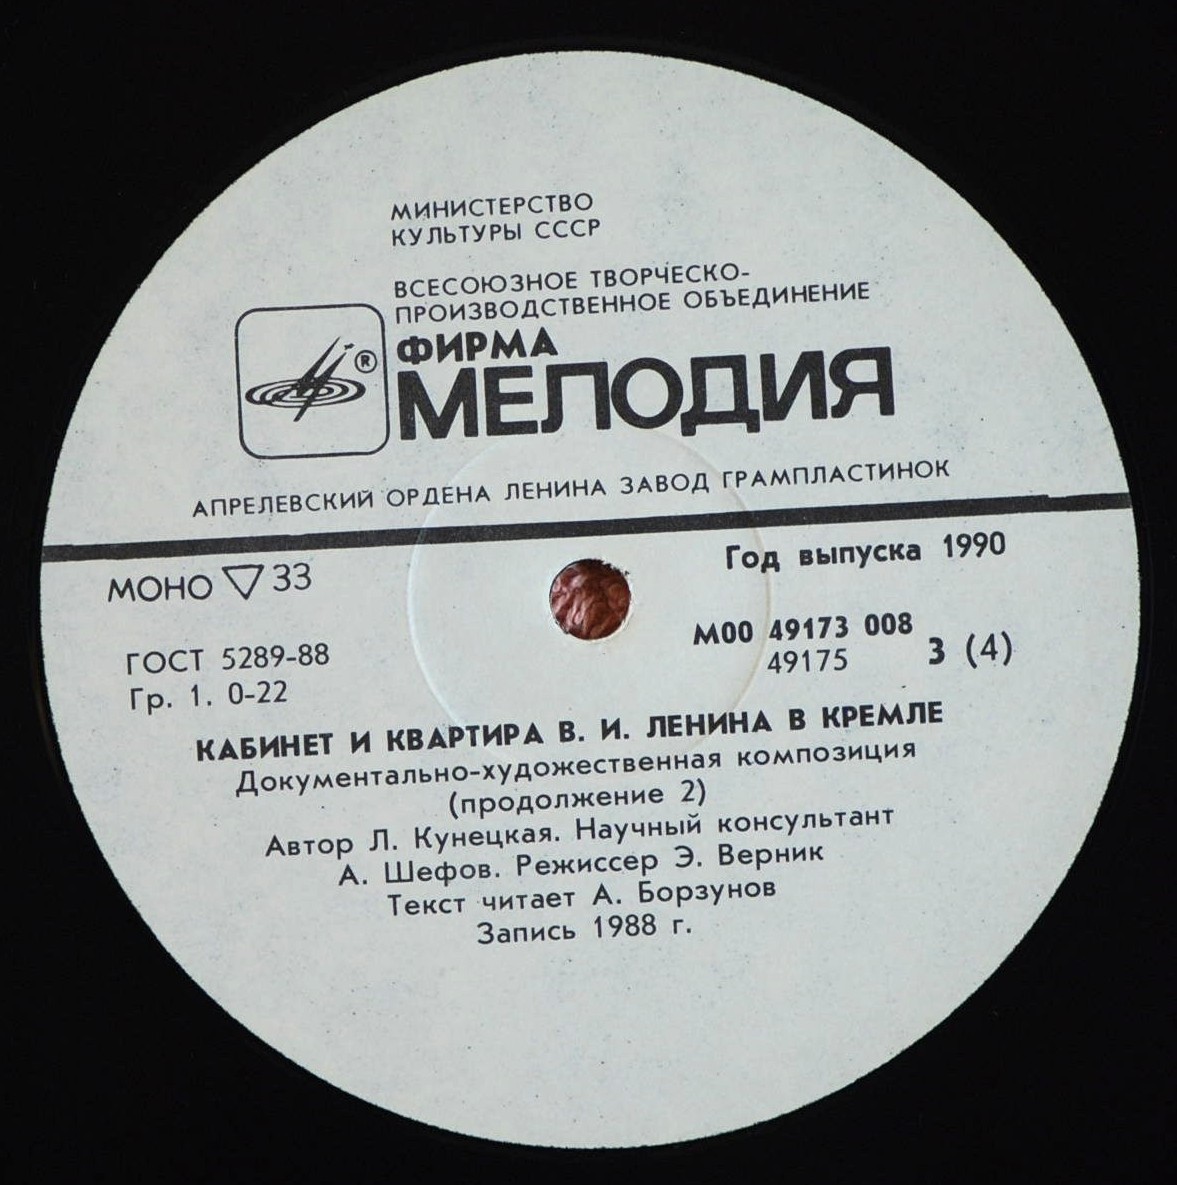 МИНИСТЕРСТВО
КУЛЬТУРЫ СССР
ВСЕСОЮЗНОЕ ТВОРЧЕСКО-
ПРОИЗВОДСТВЕННОЕ ОБЪЕДИНЕНИЕ
ФИРМА
®
МЕЛОДИЯ
АПРЕЛЕВСКИЙ ОРДЕНА ЛЕНИНА ЗАВОД ГРАМПЛАСТИНОК
МОНО ▽ 33
Год выпуска 1990
ГОСТ 5289-88
Гр. 1. 0-22
М00 49173 008
49175
3 (4)
КАБИНЕТ И КВАРТИРА В. И. ЛЕНИНА В КРЕМЛЕ
Документально-художественная композиция
(продолжение 2)
Автор Л. Кунецкая. Научный консультант
А. Шефов. Режиссер Э. Верник
Текст читает А. Борзунов
Запись 1988 г.